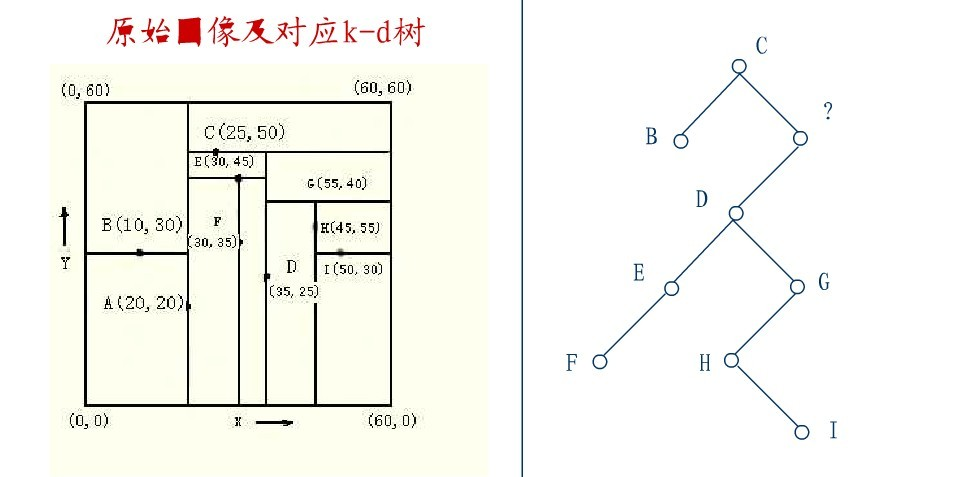 原始图像及对应k-d树
(0,60)
(60,60)
C(25,50)
E(30,45)
G(55,40)
B(10,30)
F
(30,35)
H(45,55)
Y
D
I(50,30)
(35,25)
A(20,20)
(0,0)
X
(60,0)
C
?
B
D
E
G
F
H
I